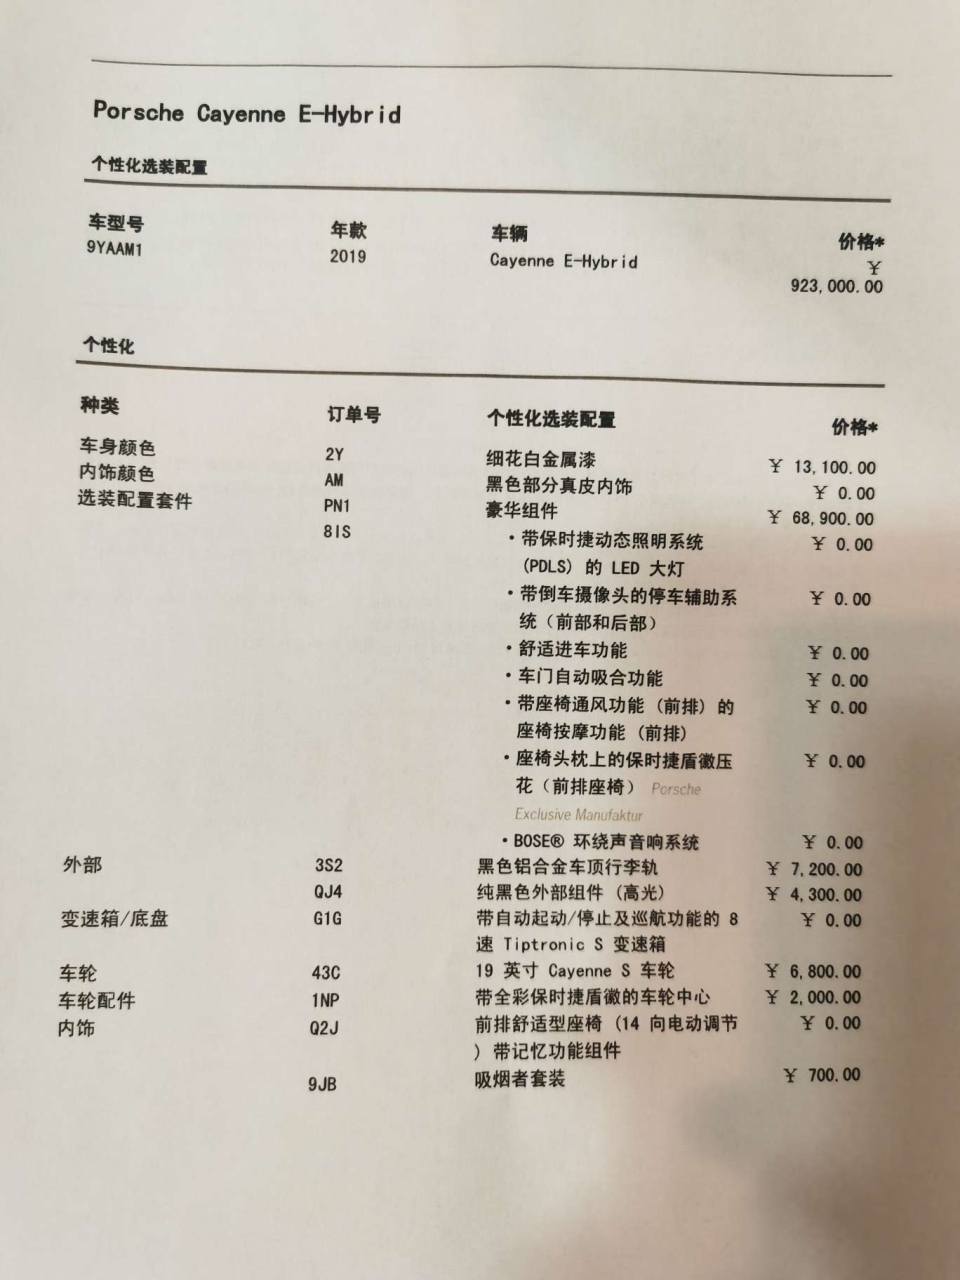 Porsche Cayenne E-Hybrid
个性化选装配置
车型号 年款 车辆 价格*
9YAAM1 2019 Cayenne E-Hybrid ¥
923,000.00
个性化
种类 订单号 个性化选装配置 价格*
车身颜色 2Y 细花白金属漆 ¥ 13,100.00
内饰颜色 AM 黑色部分真皮内饰 ¥ 0.00
选装配置套件 PN1 豪华组件 ¥ 68,900.00
8IS •带保时捷动态照明系统 ¥ 0.00
(PDLS) 的 LED 大灯
•带倒车摄像头的停车辅助系 ¥ 0.00
统（前部和后部）
•舒适进车功能 ¥ 0.00
•车门自动吸合功能 ¥ 0.00
•带座椅通风功能 (前排) 的 ¥ 0.00
座椅按摩功能 (前排)
•座椅头枕上的保时捷盾徽压 ¥ 0.00
花（前排座椅） Porsche
Exclusive Manufaktur
•BOSE® 环绕声音响系统 ¥ 0.00
外部 3S2 黑色铝合金车顶行李轨 ¥ 7,200.00
QJ4 纯黑色外部组件 (高光) ¥ 4,300.00
变速箱/底盘 G1G 带自动起动/停止及巡航功能的 8 ¥ 0.00
速 Tiptronic S 变速箱
车轮 43C 19 英寸 Cayenne S 车轮 ¥ 6,800.00
车轮配件 1NP 带全彩保时捷盾徽的车轮中心 ¥ 2,000.00
内饰 Q2J 前排舒适型座椅 (14 向电动调节 ¥ 0.00
) 带记忆功能组件
9JB 吸烟者套装 ¥ 700.00